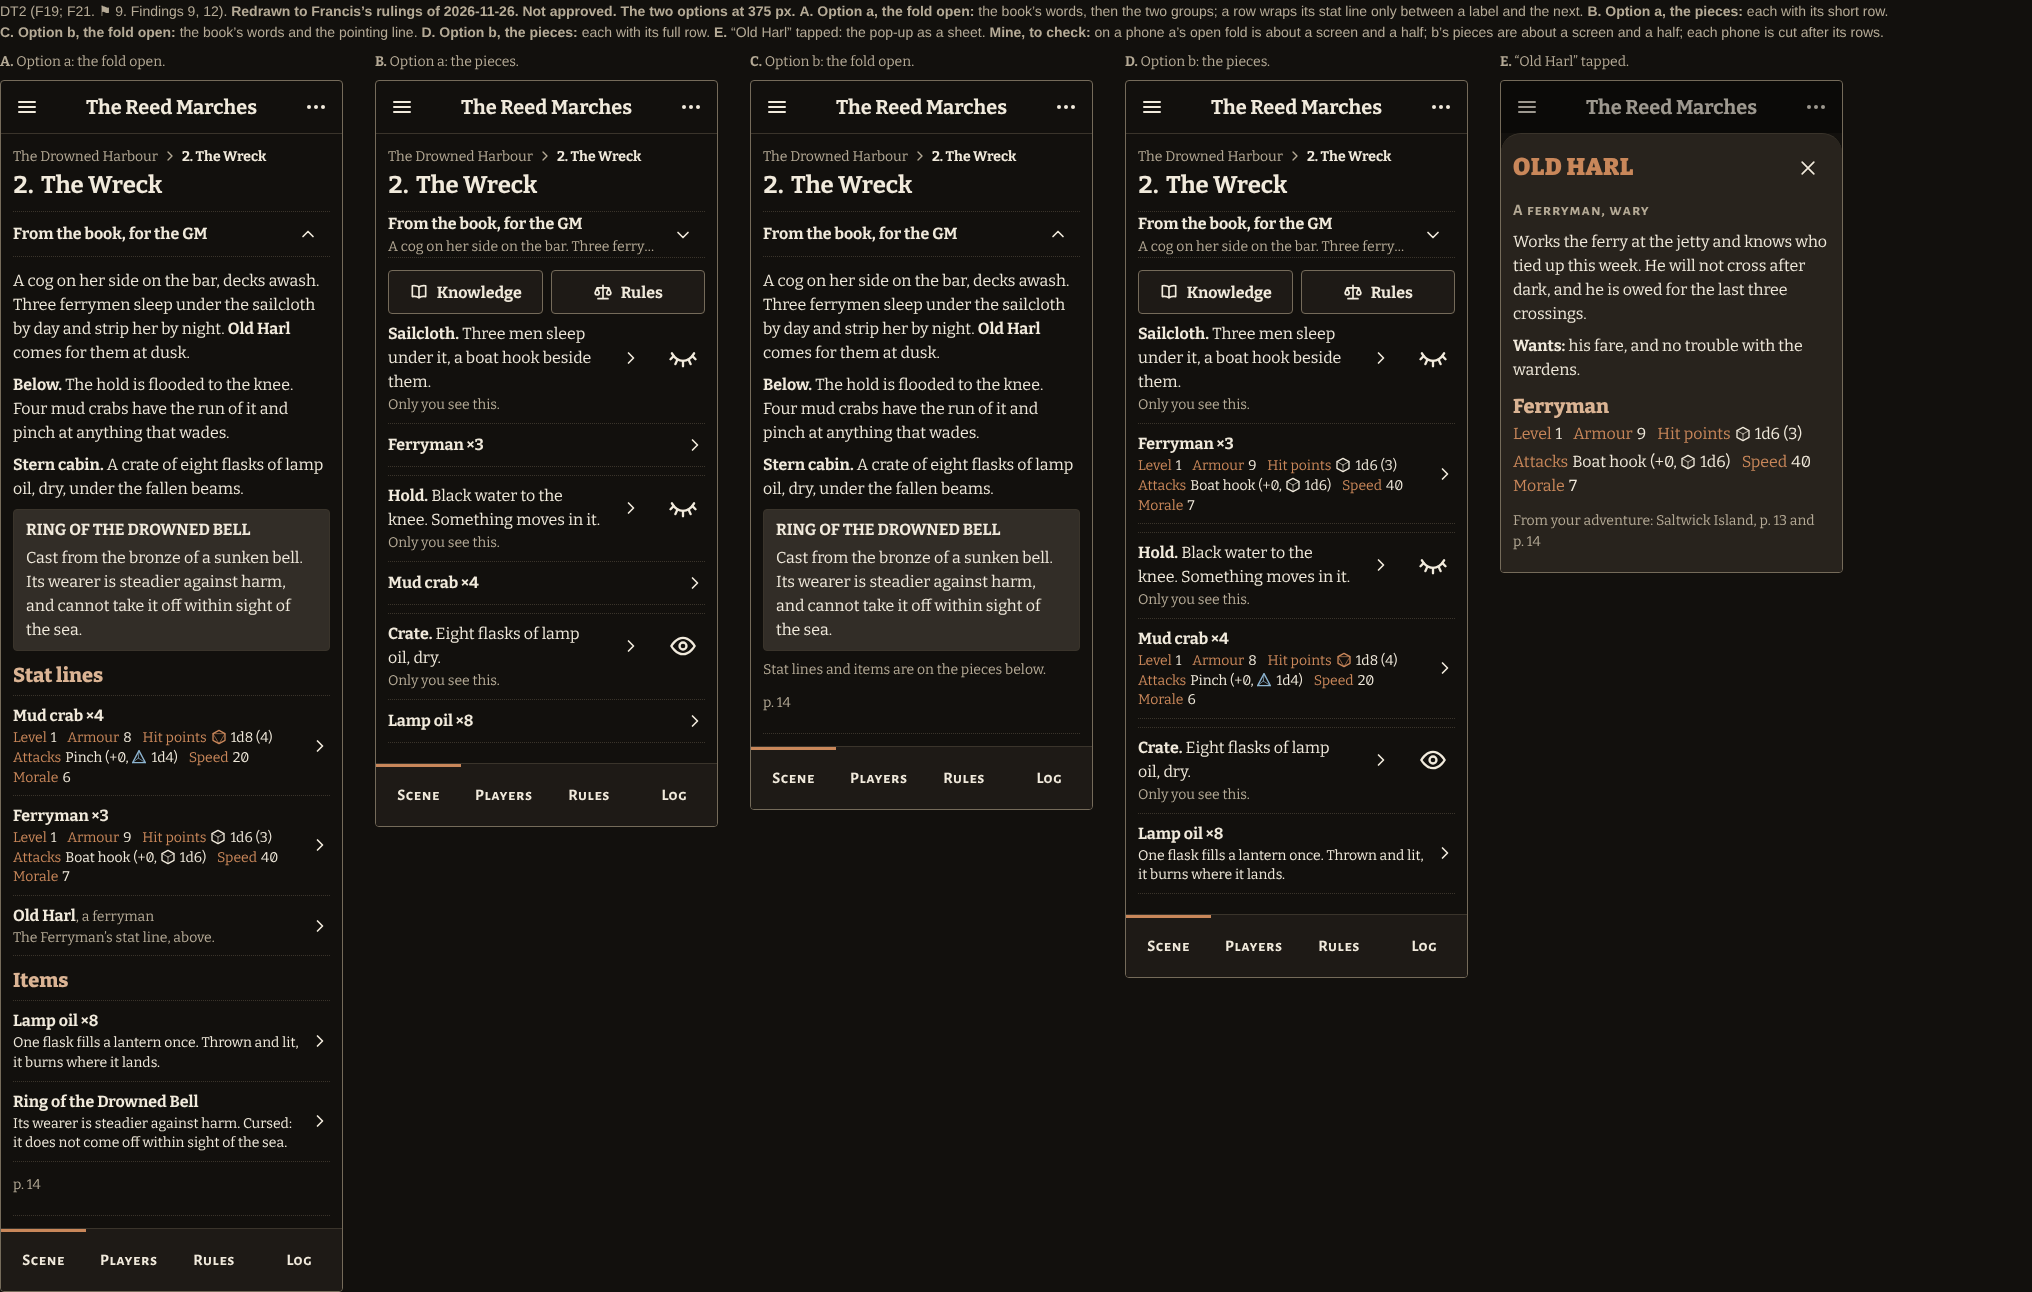 DT2 (F19; F21. ⚑ 9. Findings 9, 12). Redrawn to Francis's rulings of 2026-11-26. Not approved. The two options at 375 px. A. Option a, the fold open: the book's words, then the two groups; a row wraps its stat line only between a label and the next. B. Option a, the pieces: each with its short row.
C. Option b, the fold open: the book's words and the pointing line. D. Option b, the pieces: each with its full row. E. “Old Harl” tapped: the pop-up as a sheet. Mine, to check: on a phone a's open fold is about a screen and a half; b's pieces are about a screen and a half; each phone is cut after its rows.
A. Option a: the fold open.
The Reed Marches
The Drowned Harbour > 2. The Wreck
2. The Wreck
From the book, for the GM
A cog on her side on the bar, decks awash.
Three ferrymen sleep under the sailcloth
by day and strip her by night. Old Harl
comes for them at dusk.
Below. The hold is flooded to the knee.
Four mud crabs have the run of it and
pinch at anything that wades.
Stern cabin. A crate of eight flasks of lamp
oil, dry, under the fallen beams.
RING OF THE DROWNED BELL
Cast from the bronze of a sunken bell.
Its wearer is steadier against harm,
and cannot take it off within sight of
the sea.
Stat lines
Mud crab ×4
Level 1 Armour 8 Hit points 1d8 (4)
Attacks Pinch (+0, 1d4) Speed 20
Morale 6
Ferryman ×3
Level 1 Armour 9 Hit points 1d6 (3)
Attacks Boat hook (+0, 1d6) Speed 40
Morale 7
Old Harl, a ferryman
The Ferryman's stat line, above.
Items
Lamp oil ×8
One flask fills a lantern once. Thrown and lit,
it burns where it lands.
Ring of the Drowned Bell
Its wearer is steadier against harm. Cursed:
it does not come off within sight of the sea.
p. 14
Scene Players Rules Log
B. Option a: the pieces.
The Reed Marches
The Drowned Harbour > 2. The Wreck
2. The Wreck
From the book, for the GM
A cog on her side on the bar. Three ferry…
Knowledge Rules
Sailcloth. Three men sleep
under it, a boat hook beside
them.
Only you see this.
Ferryman ×3
Hold. Black water to the
knee. Something moves in it.
Only you see this.
Mud crab ×4
Crate. Eight flasks of lamp
oil, dry.
Only you see this.
Lamp oil ×8
Scene Players Rules Log
C. Option b: the fold open.
The Reed Marches
The Drowned Harbour > 2. The Wreck
2. The Wreck
From the book, for the GM
A cog on her side on the bar, decks awash.
Three ferrymen sleep under the sailcloth
by day and strip her by night. Old Harl
comes for them at dusk.
Below. The hold is flooded to the knee.
Four mud crabs have the run of it and
pinch at anything that wades.
Stern cabin. A crate of eight flasks of lamp
oil, dry, under the fallen beams.
RING OF THE DROWNED BELL
Cast from the bronze of a sunken bell.
Its wearer is steadier against harm,
and cannot take it off within sight of
the sea.
Stat lines and items are on the pieces below.
p. 14
Scene Players Rules Log
D. Option b: the pieces.
The Reed Marches
The Drowned Harbour > 2. The Wreck
2. The Wreck
From the book, for the GM
A cog on her side on the bar. Three ferry…
Knowledge Rules
Sailcloth. Three men sleep
under it, a boat hook beside
them.
Only you see this.
Ferryman ×3
Level 1 Armour 9 Hit points 1d6 (3)
Attacks Boat hook (+0, 1d6) Speed 40
Morale 7
Hold. Black water to the
knee. Something moves in it.
Only you see this.
Mud crab ×4
Level 1 Armour 8 Hit points 1d8 (4)
Attacks Pinch (+0, 1d4) Speed 20
Morale 6
Crate. Eight flasks of lamp
oil, dry.
Only you see this.
Lamp oil ×8
One flask fills a lantern once. Thrown and lit,
it burns where it lands.
Scene Players Rules Log
E. “Old Harl” tapped.
The Reed Marches
OLD HARL
A ferryman, wary
Works the ferry at the jetty and knows who
tied up this week. He will not cross after
dark, and he is owed for the last three
crossings.
Wants: his fare, and no trouble with the
wardens.
Ferryman
Level 1 Armour 9 Hit points 1d6 (3)
Attacks Boat hook (+0, 1d6) Speed 40
Morale 7
From your adventure: Saltwick Island, p. 13 and
p. 14